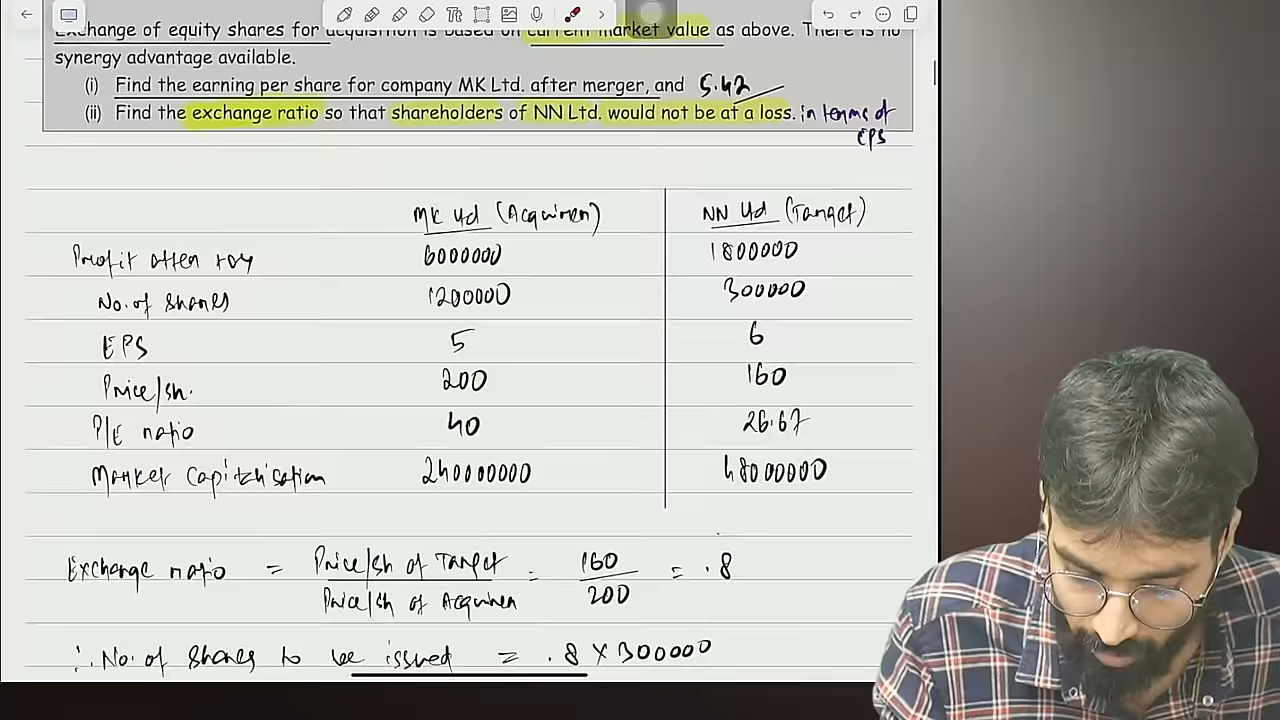 Exchange of equity shares for acquisition is based on current market value as above. There is no
synergy advantage available.
(i) Find the earning per share for company MK Ltd. after merger, and 5.42
(ii) Find the exchange ratio so that shareholders of NN Ltd. would not be at a loss. in terms of
EPS
MK Ltd (Acquirer) NN Ltd (Target)
Profit after tax 6000000 1800000
No. of shares 1200000 300000
EPS 5 6
Price/sh. 200 160
P/E ratio 40 26.67
Market Capitalisation 240000000 48000000
Exchange ratio = Price/sh of Target = 160 = .8
Price/sh of Acquirer 200
∴ No. of shares to be issued = .8 × 300000